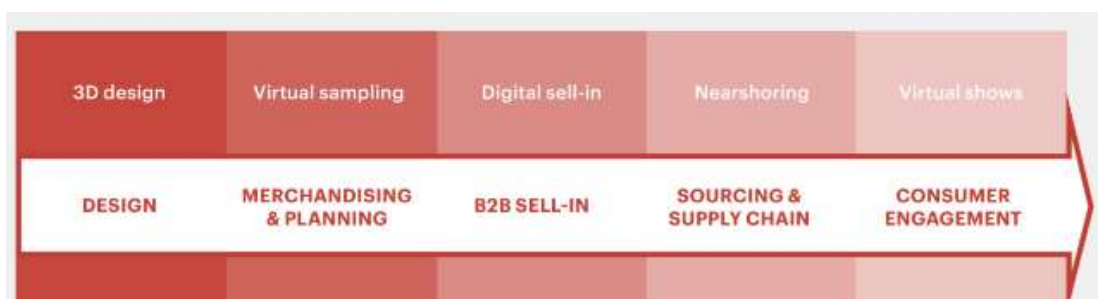 3D design
Virtual sampling
Digital sell-in
Nearshoring
Virtual shows
DESIGN
MERCHANDISING
& PLANNING
B2B SELL-IN
SOURCING &
SUPPLY CHAIN
CONSUMER
ENGAGEMENT